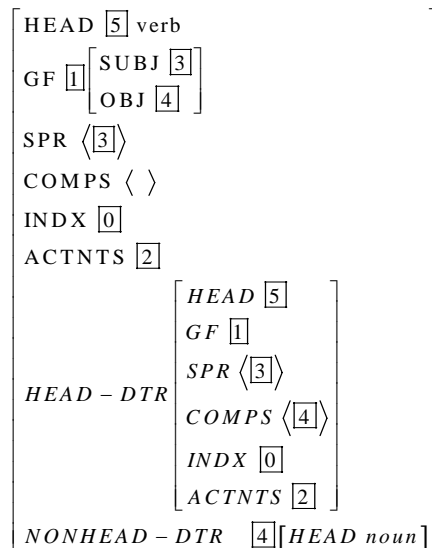 HEAD 5 verb
GF 1 [SUBJ 3
OBJ 4]
SPR ⟨3⟩
COMPS ⟨ ⟩
INDX 0
ACTNTS 2
HEAD – DTR [HEAD 5
GF 1
SPR ⟨3⟩
COMPS ⟨4⟩
INDX 0
ACTNTS 2]
NONHEAD – DTR 4 [HEAD noun]